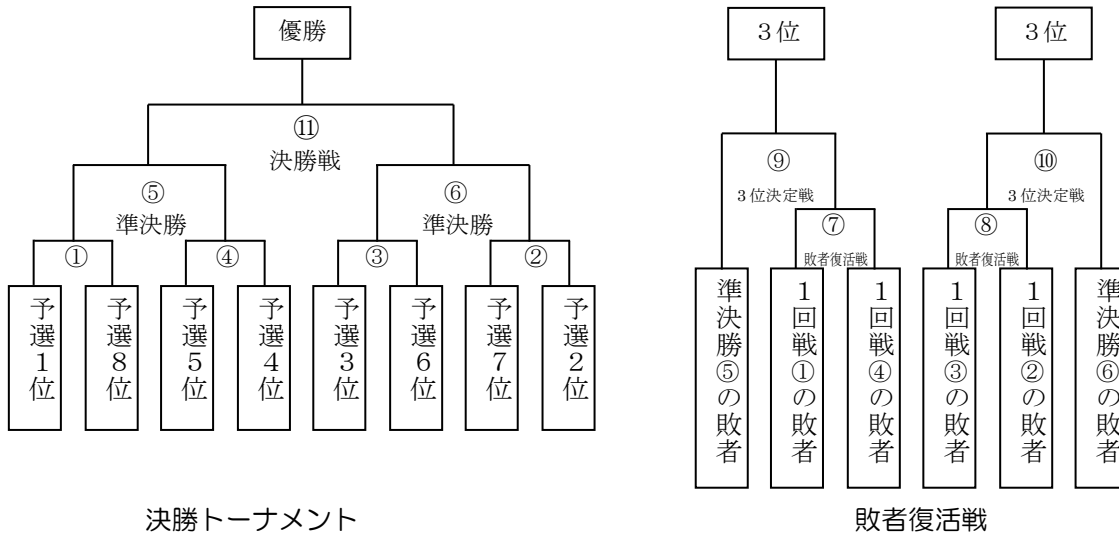 優勝
⑪
決勝戦
⑤
準決勝
⑥
準決勝
①
④
③
②
予選1位
予選8位
予選5位
予選4位
予選3位
予選6位
予選7位
予選2位
決勝トーナメント
3位
3位
⑨
3位決定戦
⑩
3位決定戦
⑦
敗者復活戦
⑧
敗者復活戦
準決勝⑤の敗者
1回戦①の敗者
1回戦④の敗者
1回戦③の敗者
1回戦②の敗者
準決勝⑥の敗者
敗者復活戦